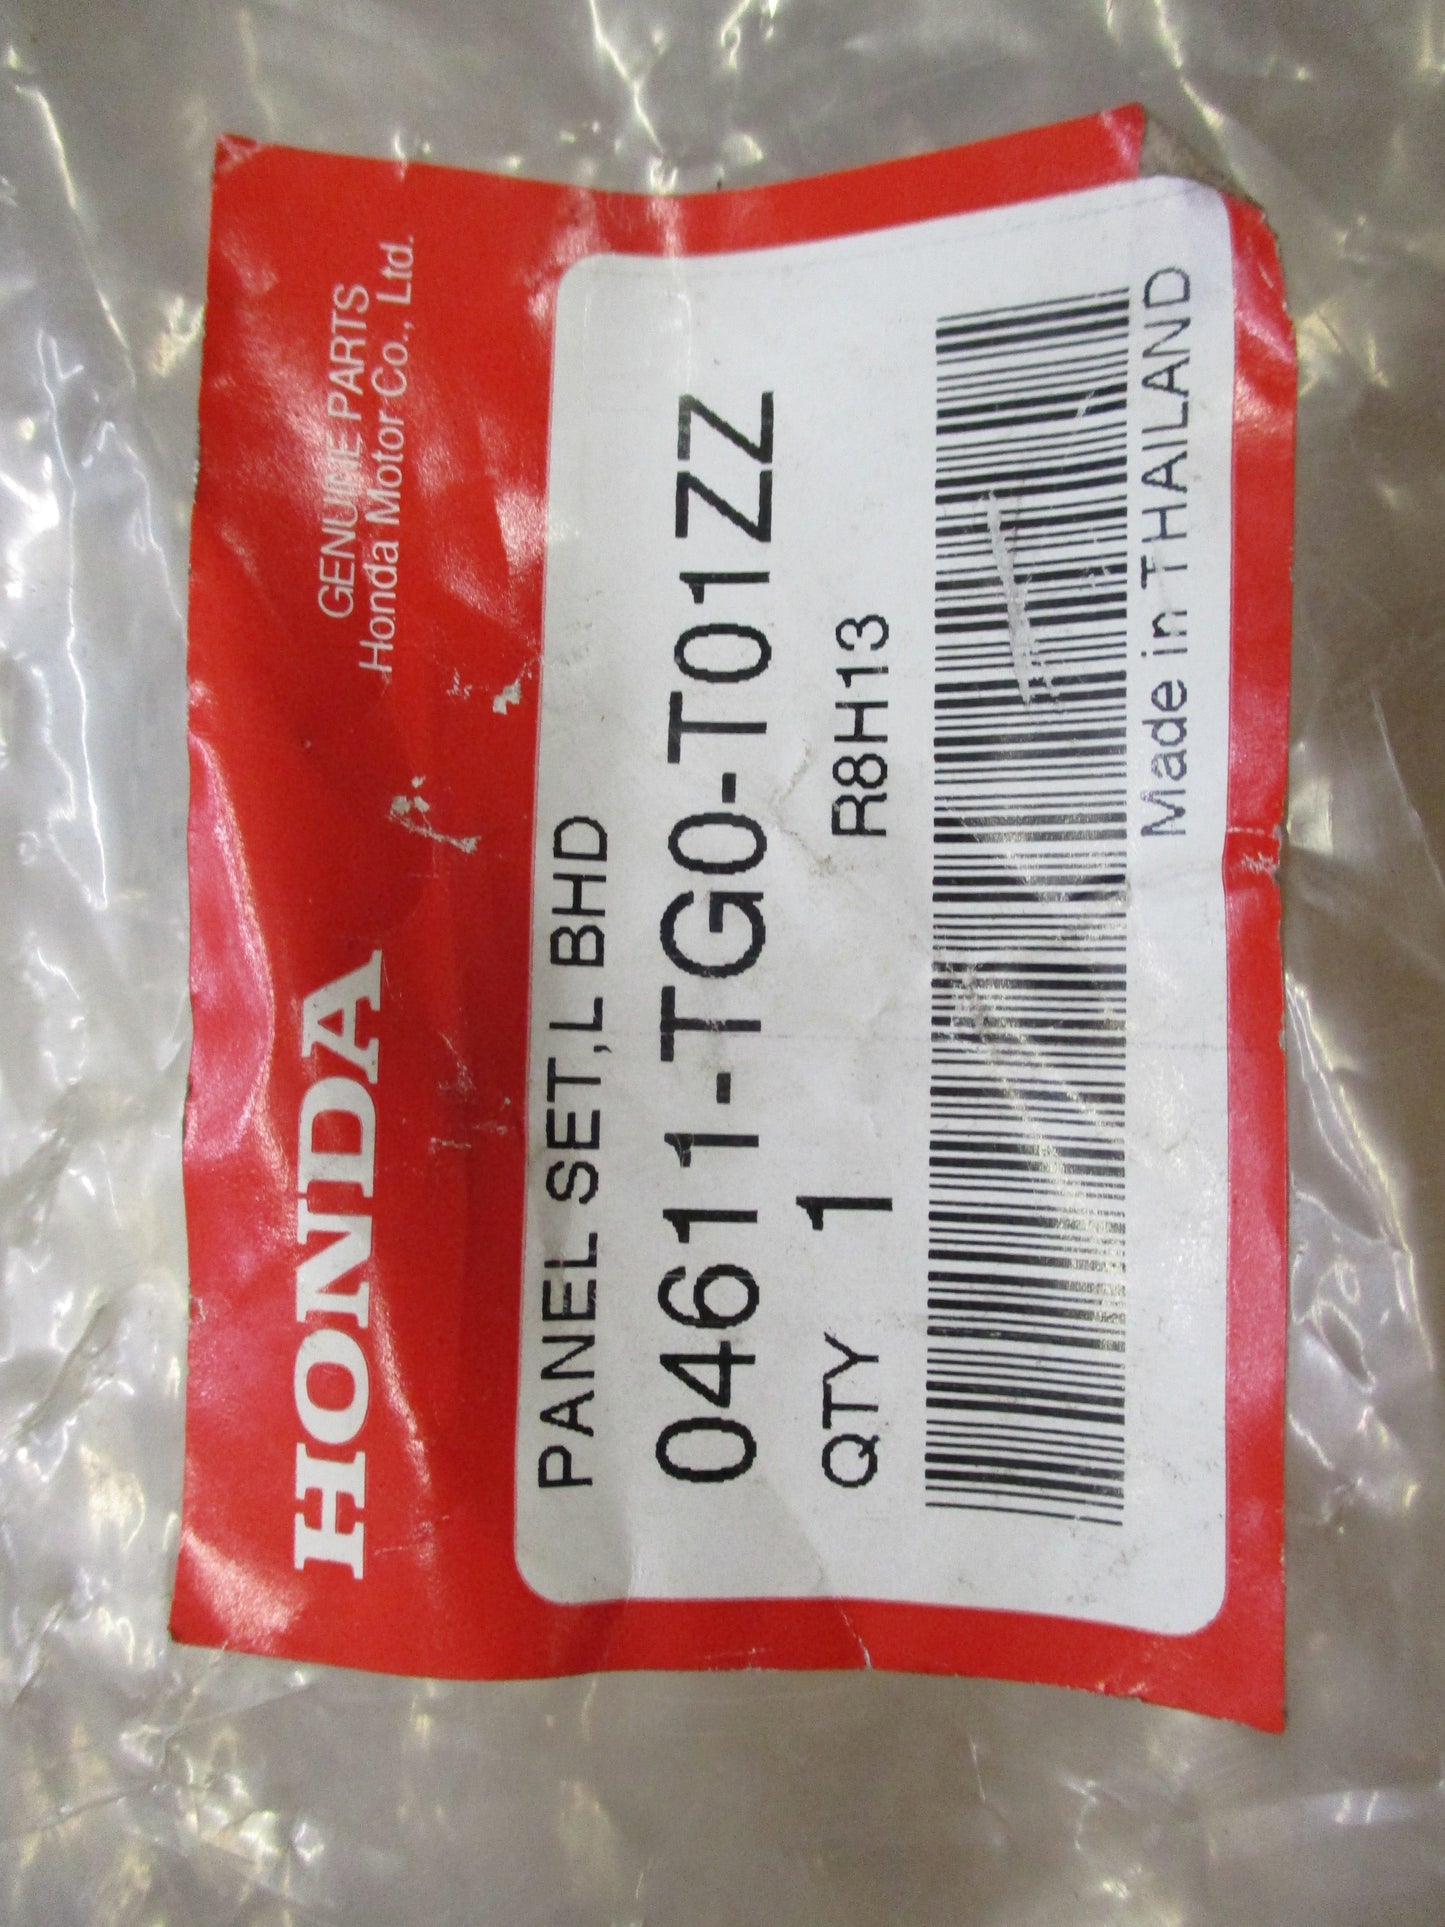 HONDA
GENUINE PARTS
Honda Motor Co., Ltd.
PANEL SET,L BHD
04611-TG0-T01ZZ
QTY 1 R8H13
Made in THAILAND